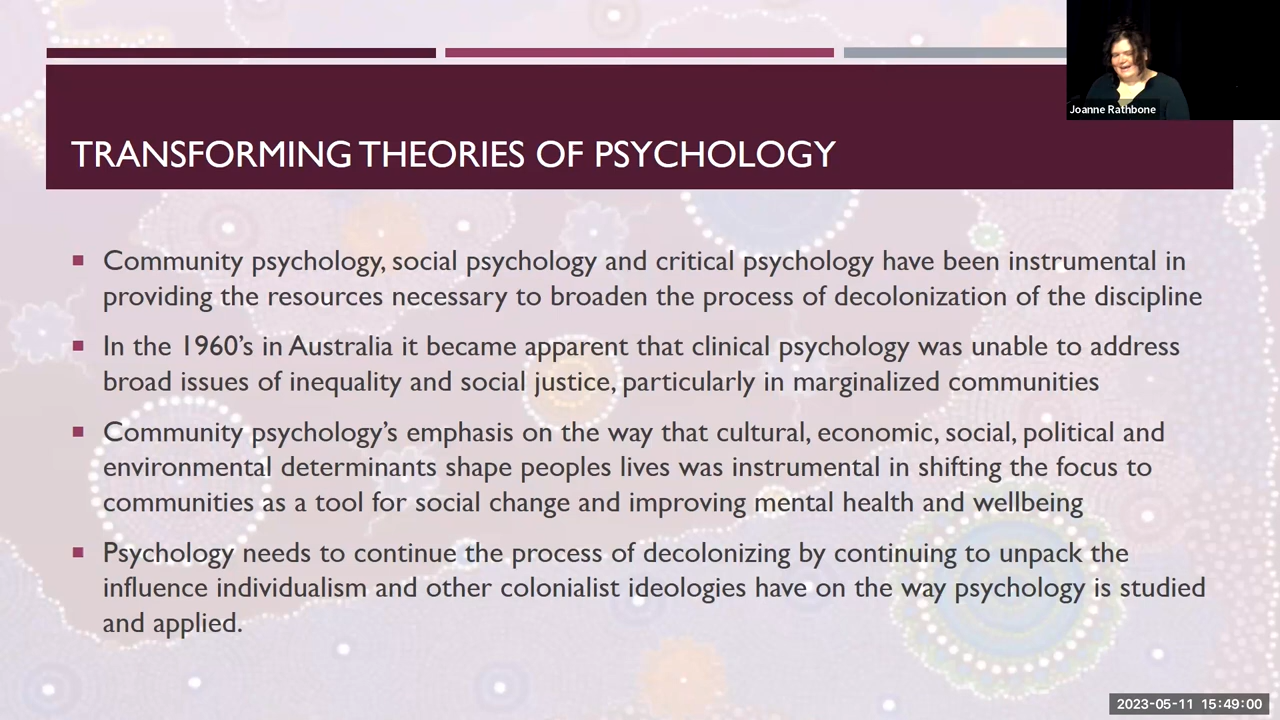 Joanne Rathbone
TRANSFORMING THEORIES OF PSYCHOLOGY
Community psychology, social psychology and critical psychology have been instrumental in
providing the resources necessary to broaden the process of decolonization of the discipline
In the 1960's in Australia it became apparent that clinical psychology was unable to address
broad issues of inequality and social justice, particularly in marginalized communities
Community psychology's emphasis on the way that cultural, economic, social, political and
environmental determinants shape peoples lives was instrumental in shifting the focus to
communities as a tool for social change and improving mental health and wellbeing
Psychology needs to continue the process of decolonizing by continuing to unpack the
influence individualism and other colonialist ideologies have on the way psychology is studied
and applied.
2023-05-11 15:49:00